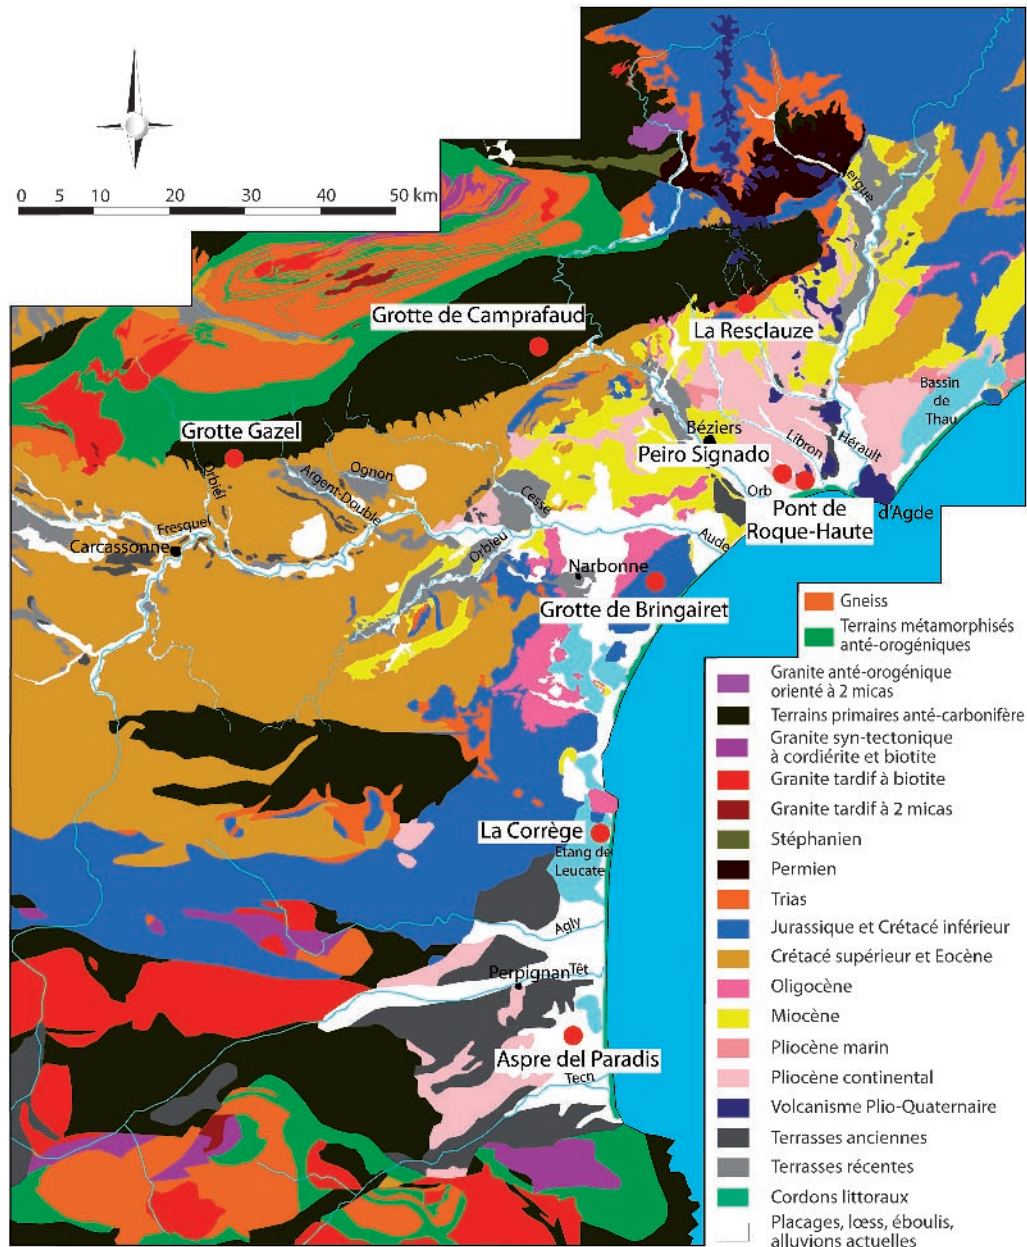 0 5 10 20 30 40 50 km
ergue
Grotte de Camprafaud
La Resclauze
Bassin
de
Thau
Grotte Gazel
Béziers
Peiro Signado
Libron
Hérault
Orbiel
Ognon
Argent-Double
Cesse
Orb
Pont de
Roque-Haute
d'Agde
Fresquel
Carcassonne
Orbieu
Aude
Narbonne
Grotte de Bringairet
La Corrège
Etang de
Leucate
Agly
Perpignan
Têt
Aspre del Paradis
Tech
Gneiss
Terrains métamorphisés
anté-orogéniques
Granite anté-orogénique
orienté à 2 micas
Terrains primaires anté-carbonifère
Granite syn-tectonique
à cordiérite et biotite
Granite tardif à biotite
Granite tardif à 2 micas
Stéphanien
Permien
Trias
Jurassique et Crétacé inférieur
Crétacé supérieur et Eocène
Oligocène
Miocène
Pliocène marin
Pliocène continental
Volcanisme Plio-Quaternaire
Terrasses anciennes
Terrasses récentes
Cordons littoraux
Placages, lœss, éboulis,
alluvions actuelles